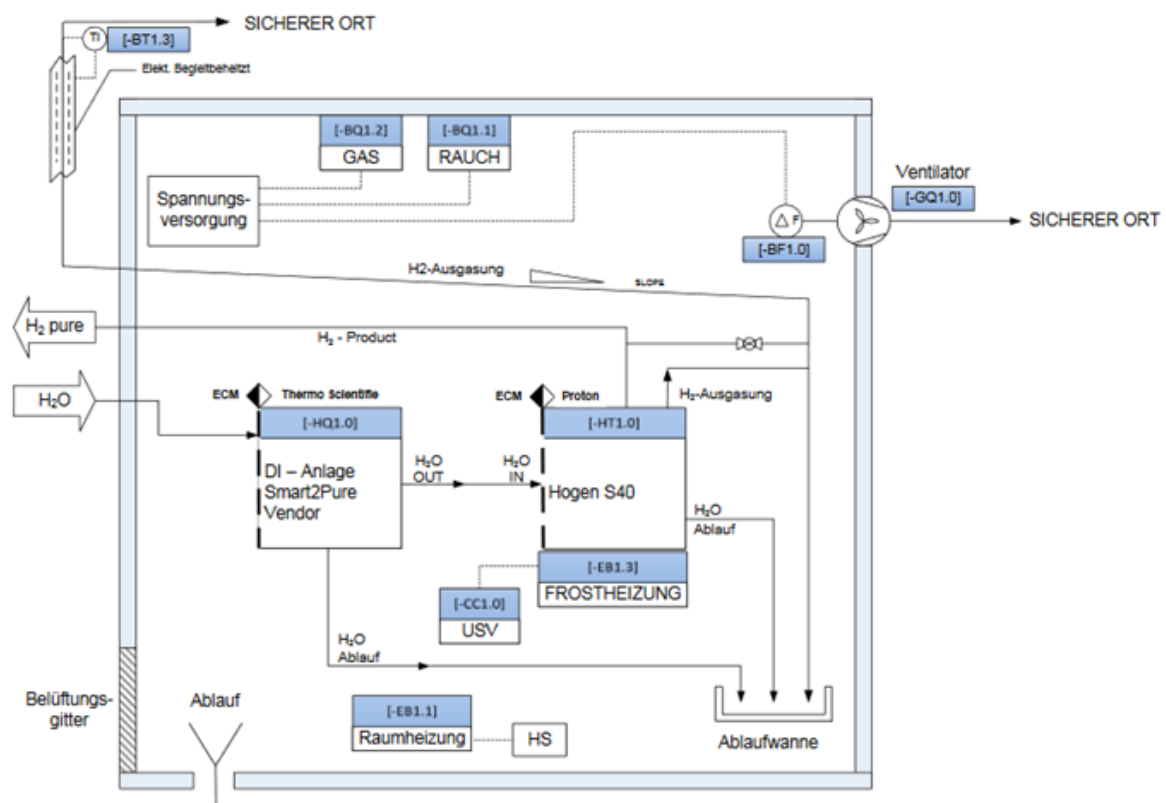 SICHERER ORT
TI
[-BT1.3]
Elekt. Begleitbeheitzt
[-BQ1.2]
GAS
[-BQ1.1]
RAUCH
Spannungs-
versorgung
Ventilator
[-GQ1.0]
△ F
[-BF1.0]
SICHERER ORT
H2-Ausgasung
SLOPE
H₂ pure
H₂ - Product
H₂O
ECM
Thermo Scientifie
ECM
Proton
H₂-Ausgasung
[-HQ1.0]
DI – Anlage
Smart2Pure
Vendor
H₂O
OUT
H₂O
IN
[-HT1.0]
Hogen S40
H₂O
Ablauf
[-EB1.3]
FROSTHEIZUNG
[-CC1.0]
USV
H₂O
Ablauf
Belüftungs-
gitter
Ablauf
[-EB1.1]
Raumheizung
HS
Ablaufwanne